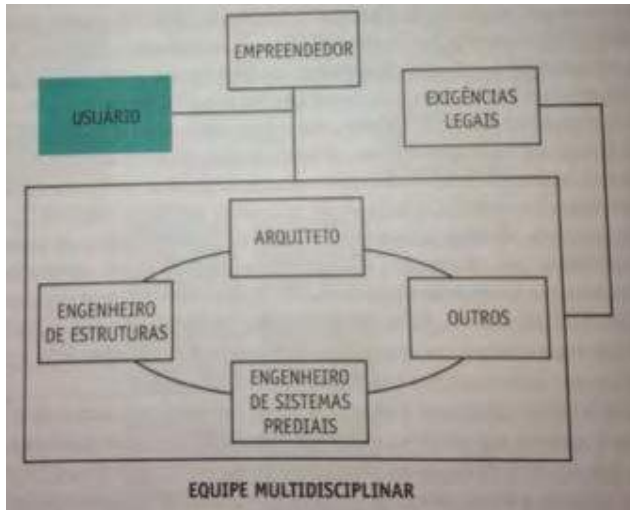 EMPREENDEDOR
USUÁRIO
EXIGÊNCIAS
LEGAIS
ARQUITETO
ENGENHEIRO
DE ESTRUTURAS
OUTROS
ENGENHEIRO
DE SISTEMAS
PREDIAIS
EQUIPE MULTIDISCIPLINAR